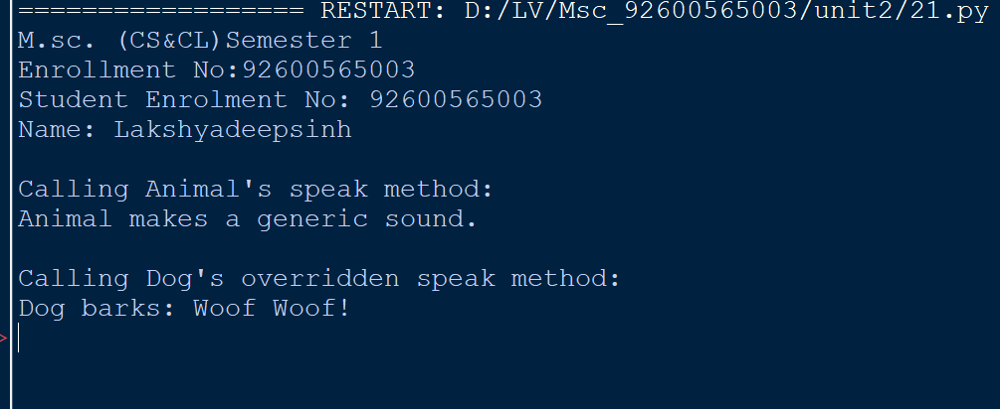 ================== RESTART: D:/LV/Msc_92600565003/unit2/21.py
M.sc. (CS&CL)Semester 1
Enrollment No:92600565003
Student Enrolment No: 92600565003
Name: Lakshyadeepsinh
Calling Animal's speak method:
Animal makes a generic sound.
Calling Dog's overridden speak method:
Dog barks: Woof Woof!
>